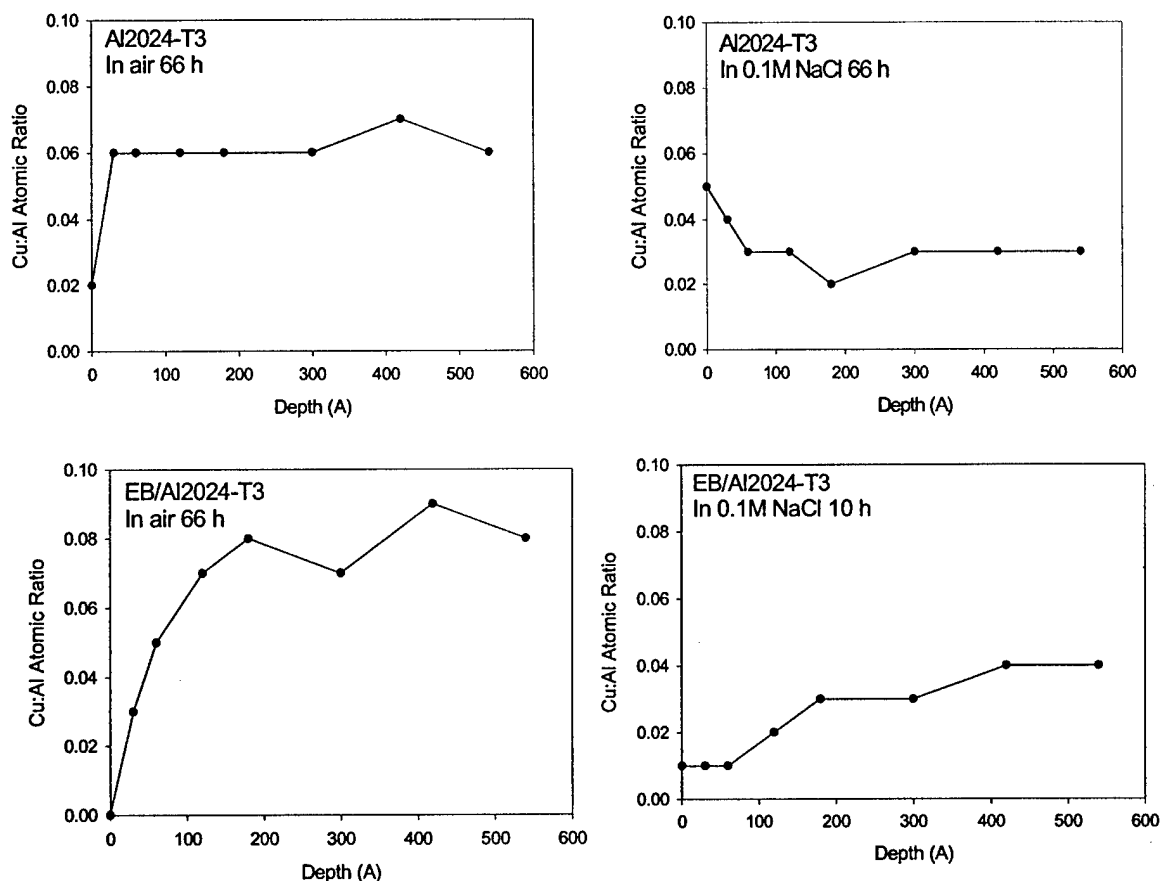 Al2024-T3
In air 66 h
Cu:Al Atomic Ratio
0.10
0.08
0.06
0.04
0.02
0.00
0 100 200 300 400 500 600
Depth (A)
Al2024-T3
In 0.1M NaCl 66 h
Cu:Al Atomic Ratio
0.10
0.08
0.06
0.04
0.02
0.00
0 100 200 300 400 500 600
Depth (A)
EB/Al2024-T3
In air 66 h
Cu:Al Atomic Ratio
0.10
0.08
0.06
0.04
0.02
0.00
0 100 200 300 400 500 600
Depth (A)
EB/Al2024-T3
In 0.1M NaCl 10 h
Cu:Al Atomic Ratio
0.10
0.08
0.06
0.04
0.02
0.00
0 100 200 300 400 500 600
Depth (A)